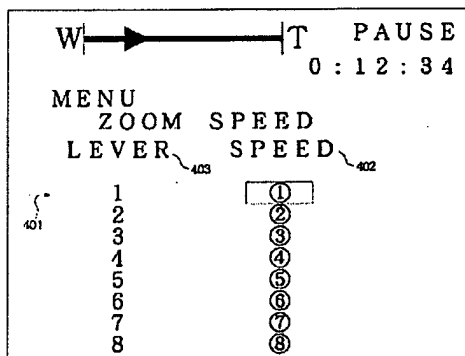 W T PAUSE
0:12:34
MENU
ZOOM SPEED
LEVER 403 SPEED 402
401 1 ①
2 ②
3 ③
4 ④
5 ⑤
6 ⑥
7 ⑦
8 ⑧